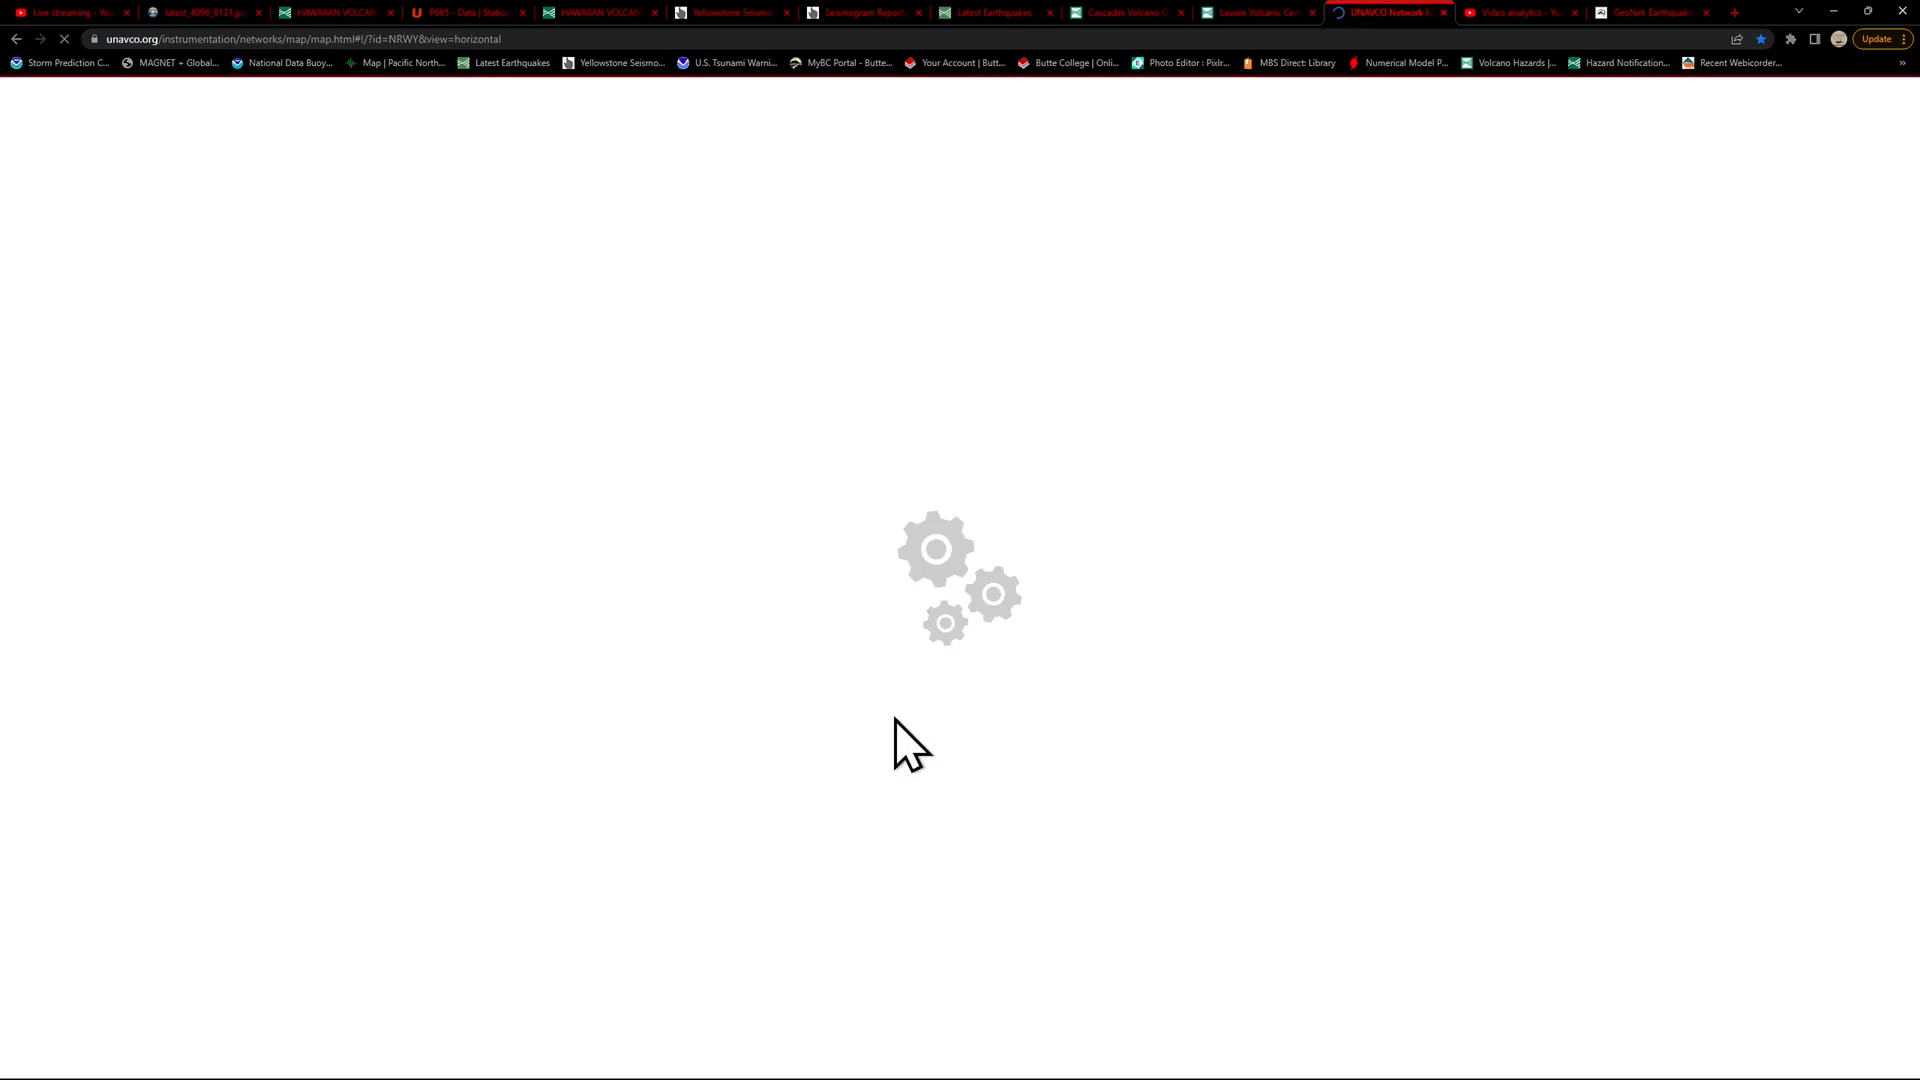 Live streaming - You
latest_4096_0131.jp
HAWAIIAN VOLCAN
P665 - Data | Station
HAWAIIAN VOLCAN
Yellowstone Seismo
Seismogram Report
Latest Earthquakes
Cascades Volcano O
Lassen Volcanic Cen
UNAVCO Network M
Video analytics - You
GeoNet: Earthquake
unavco.org/instrumentation/networks/map/map.html#!/?id=NRWY&view=horizontal
Update
Storm Prediction C...
MAGNET + Global...
National Data Buoy...
Map | Pacific North...
Latest Earthquakes
Yellowstone Seismo...
U.S. Tsunami Warni...
MyBC Portal - Butte...
Your Account | Butt...
Butte College | Onli...
Photo Editor : Pixlr...
MBS Direct: Library
Numerical Model P...
Volcano Hazards |...
Hazard Notification...
Recent Webicorder...